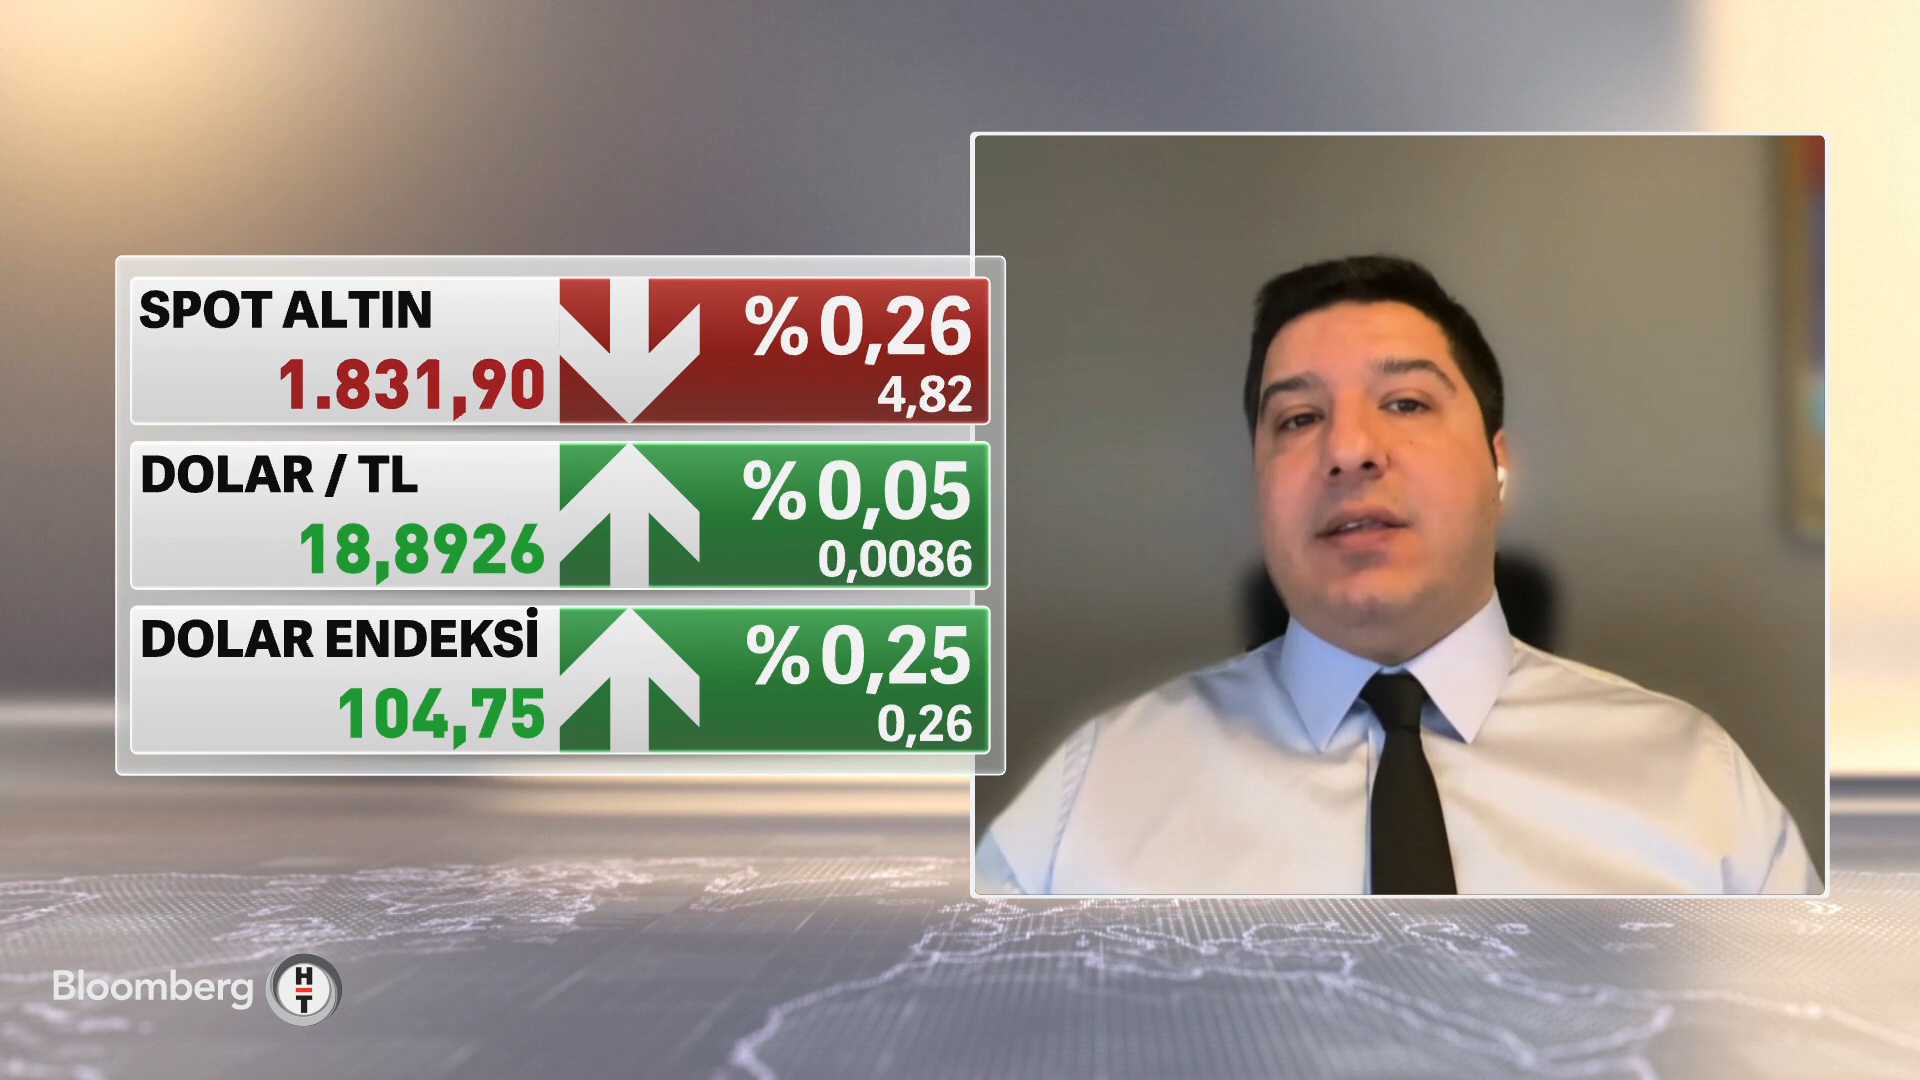 SPOT ALTIN
1.831,90
%0,26
4,82
DOLAR / TL
18,8926
%0,05
0,0086
DOLAR ENDEKSİ
104,75
%0,25
0,26
Bloomberg HT